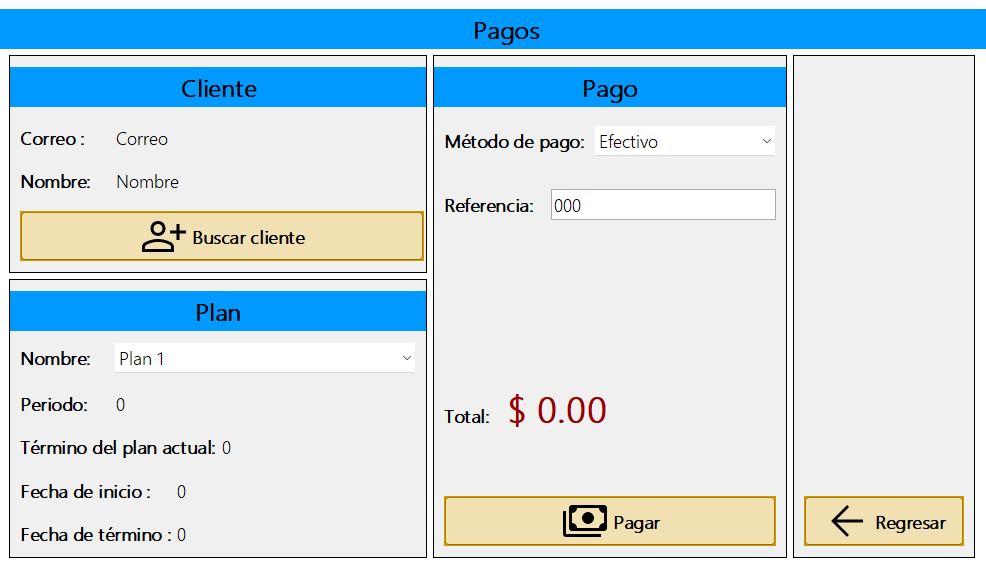 Pagos
Cliente
Correo : Correo
Nombre: Nombre
Buscar cliente
Plan
Nombre: Plan 1
Periodo: 0
Término del plan actual: 0
Fecha de inicio : 0
Fecha de término : 0
Pago
Método de pago: Efectivo
Referencia: 000
Total: $ 0.00
Pagar
Regresar